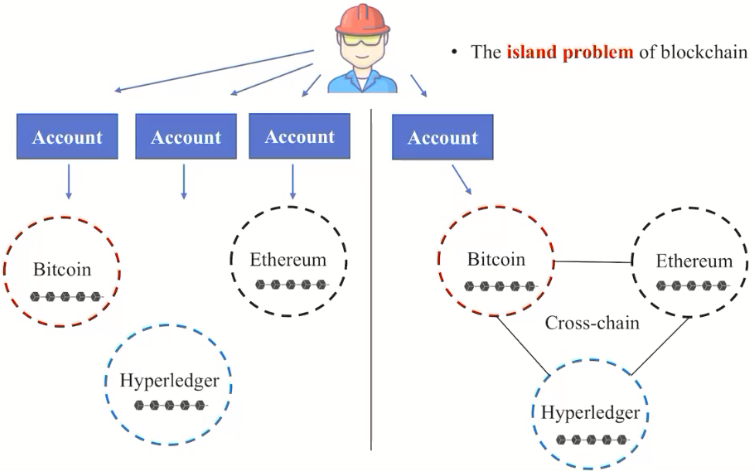 • The island problem of blockchain
Account Account Account Account
Bitcoin
Ethereum
Hyperledger
Bitcoin
Ethereum
Cross-chain
Hyperledger